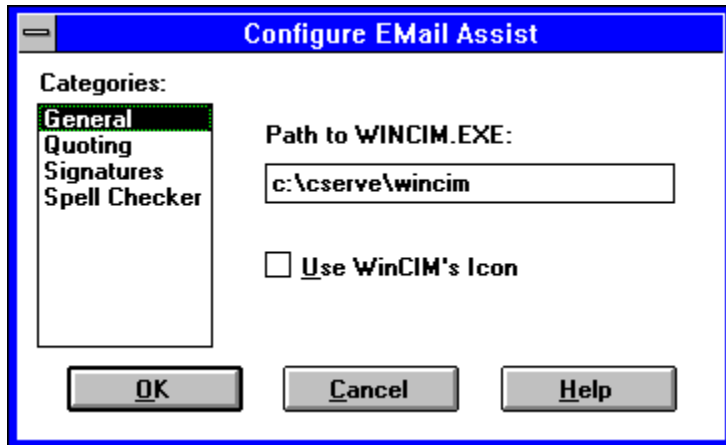 Configure EMail Assist
Categories:
General
Quoting
Signatures
Spell Checker
Path to WINCIM.EXE:
c:\cserve\wincim
Use WinCIM's Icon
OK
Cancel
Help